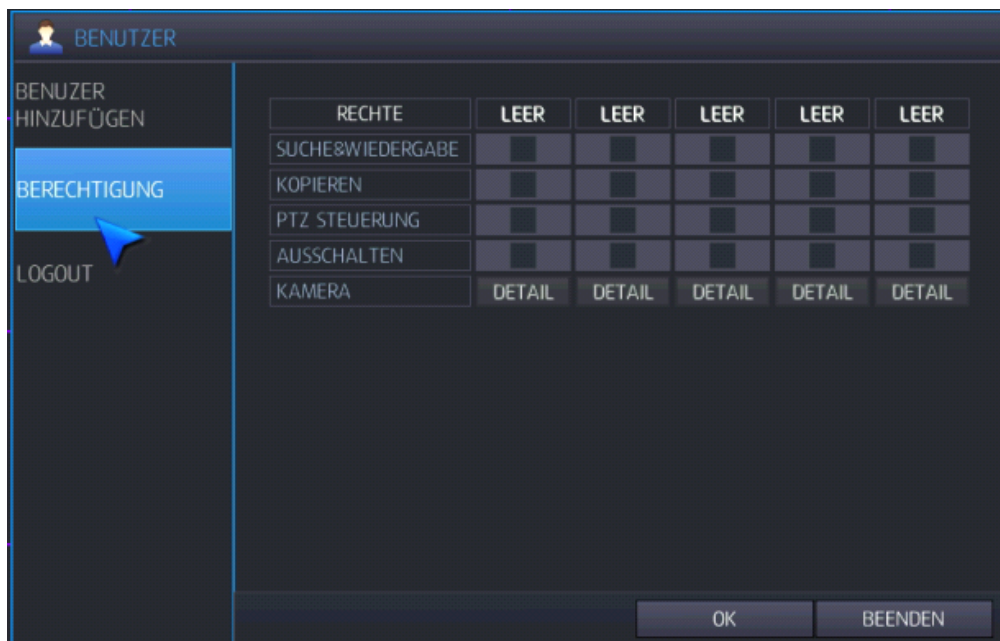 BENUTZER
BENUZER
HINZUFÜGEN
BERECHTIGUNG
LOGOUT
RECHTE LEER LEER LEER LEER LEER
SUCHE&WIEDERGABE
KOPIEREN
PTZ STEUERUNG
AUSSCHALTEN
KAMERA DETAIL DETAIL DETAIL DETAIL DETAIL
OK BEENDEN